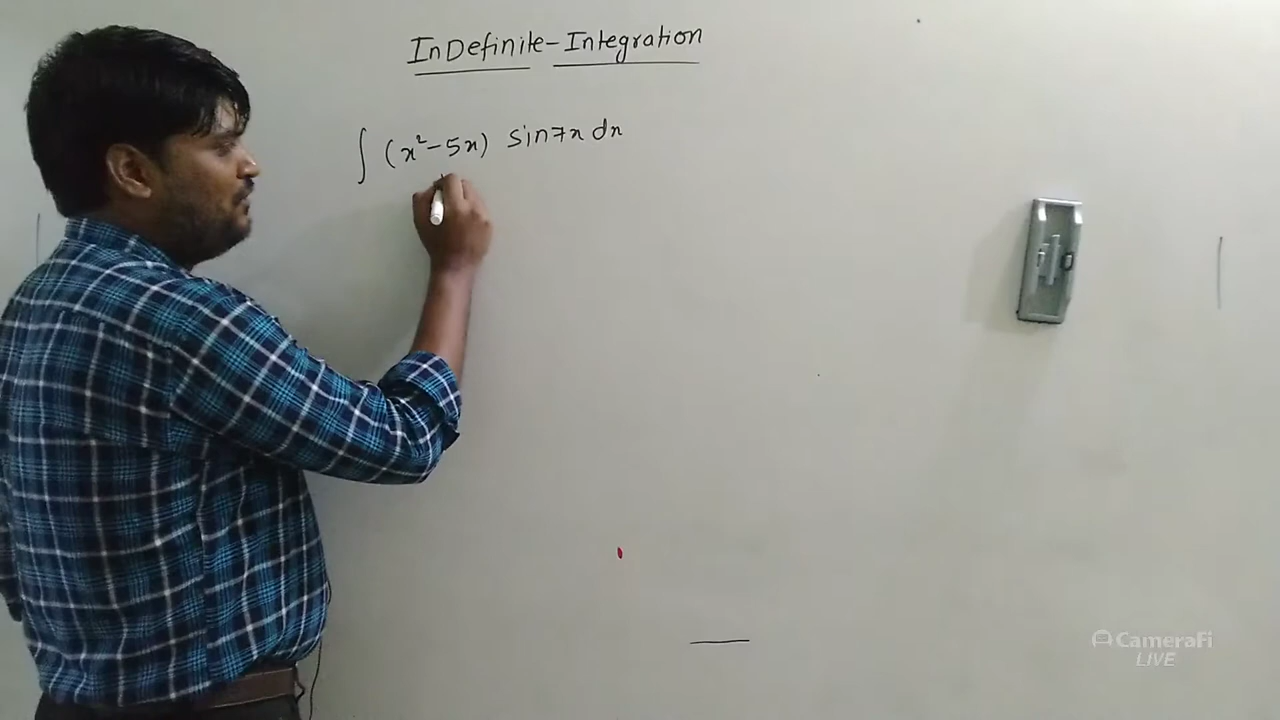 InDefinite-Integration
∫ (x²-5x) sin7x dx
CameraFi
LIVE